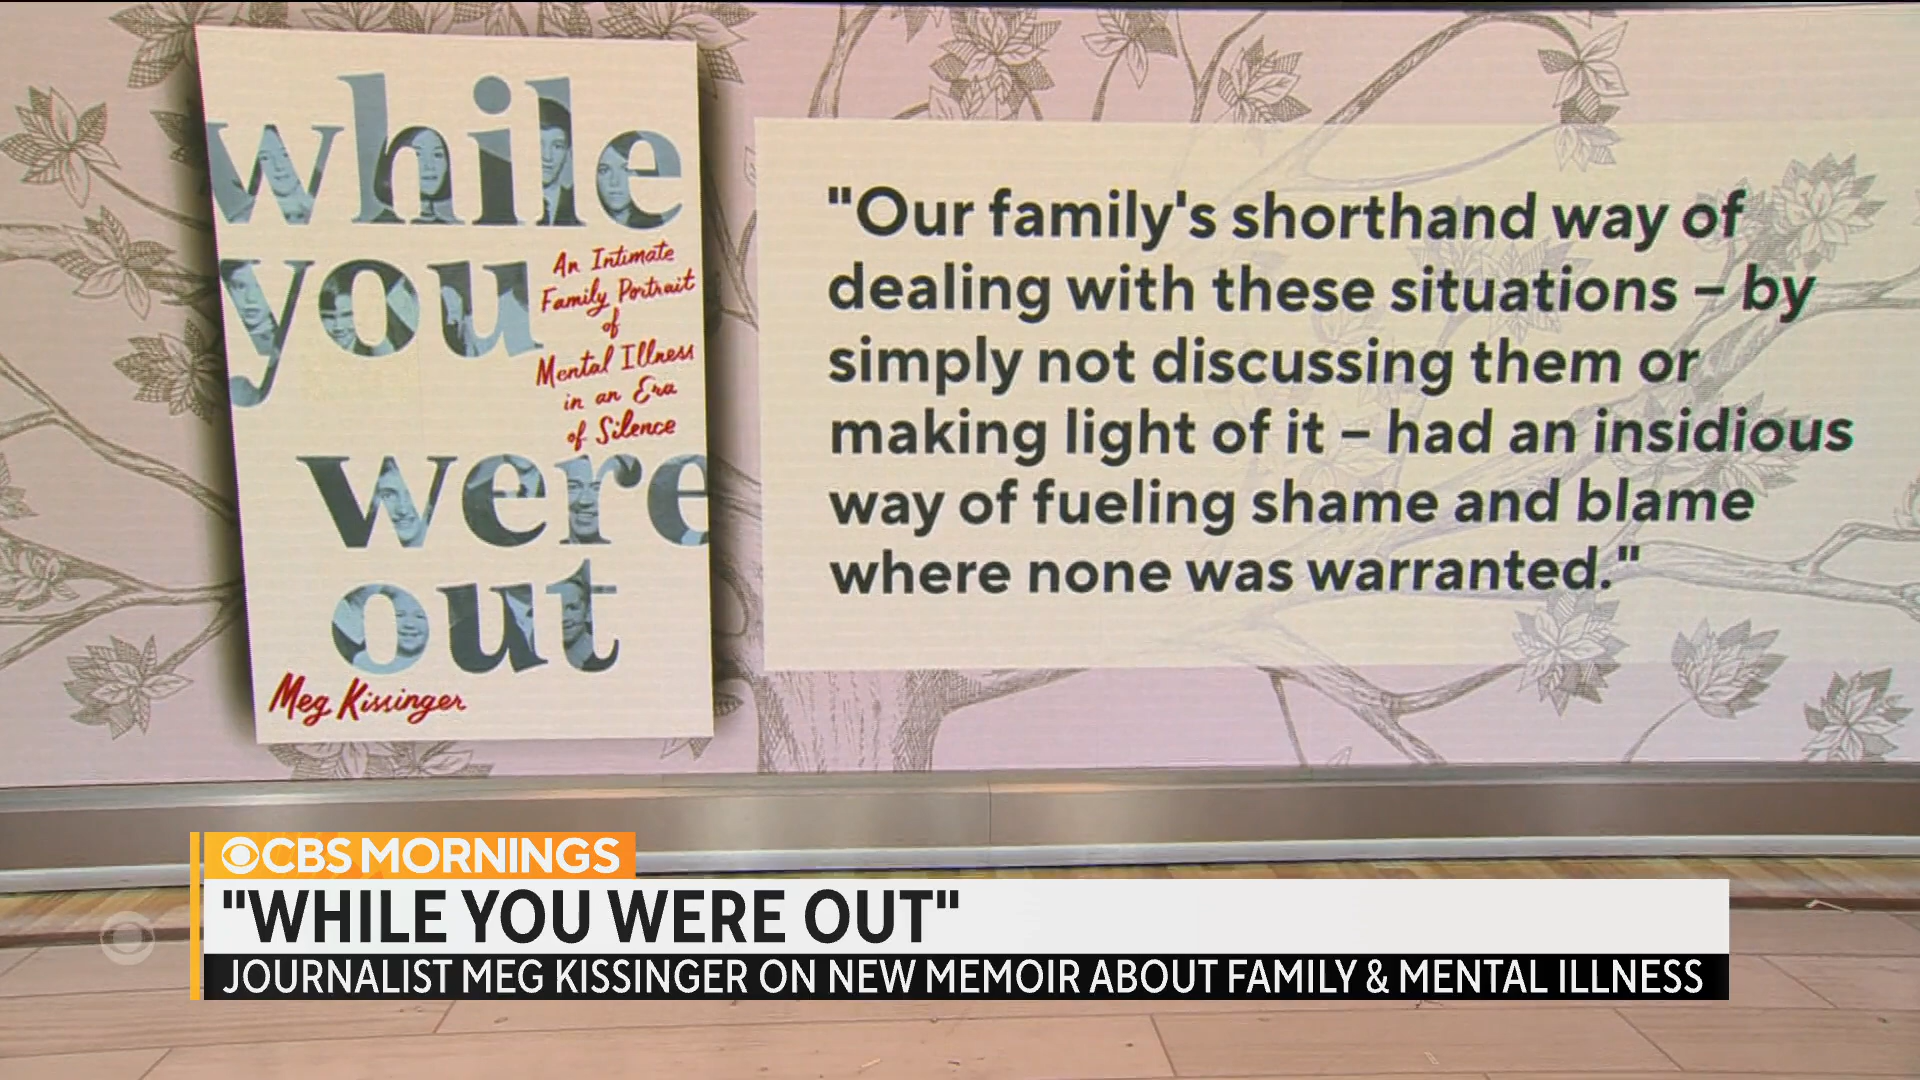 while
you
An Intimate
Family Portrait
of
Mental Illness
in an Era
of Silence
were
out
Meg Kissinger
"Our family's shorthand way of
dealing with these situations – by
simply not discussing them or
making light of it – had an insidious
way of fueling shame and blame
where none was warranted."
CBS MORNINGS
"WHILE YOU WERE OUT"
JOURNALIST MEG KISSINGER ON NEW MEMOIR ABOUT FAMILY & MENTAL ILLNESS